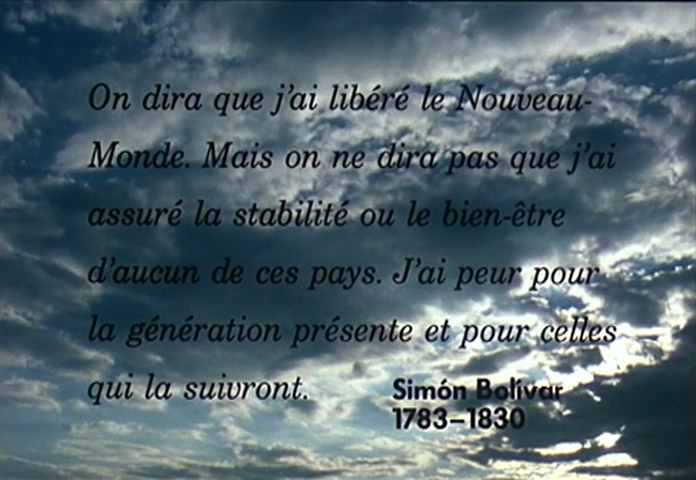 On dira que j'ai libéré le Nouveau-
Monde. Mais on ne dira pas que j'ai
assuré la stabilité ou le bien-être
d'aucun de ces pays. J'ai peur pour
la génération présente et pour celles
qui la suivront.
Simón Bolívar
1783–1830